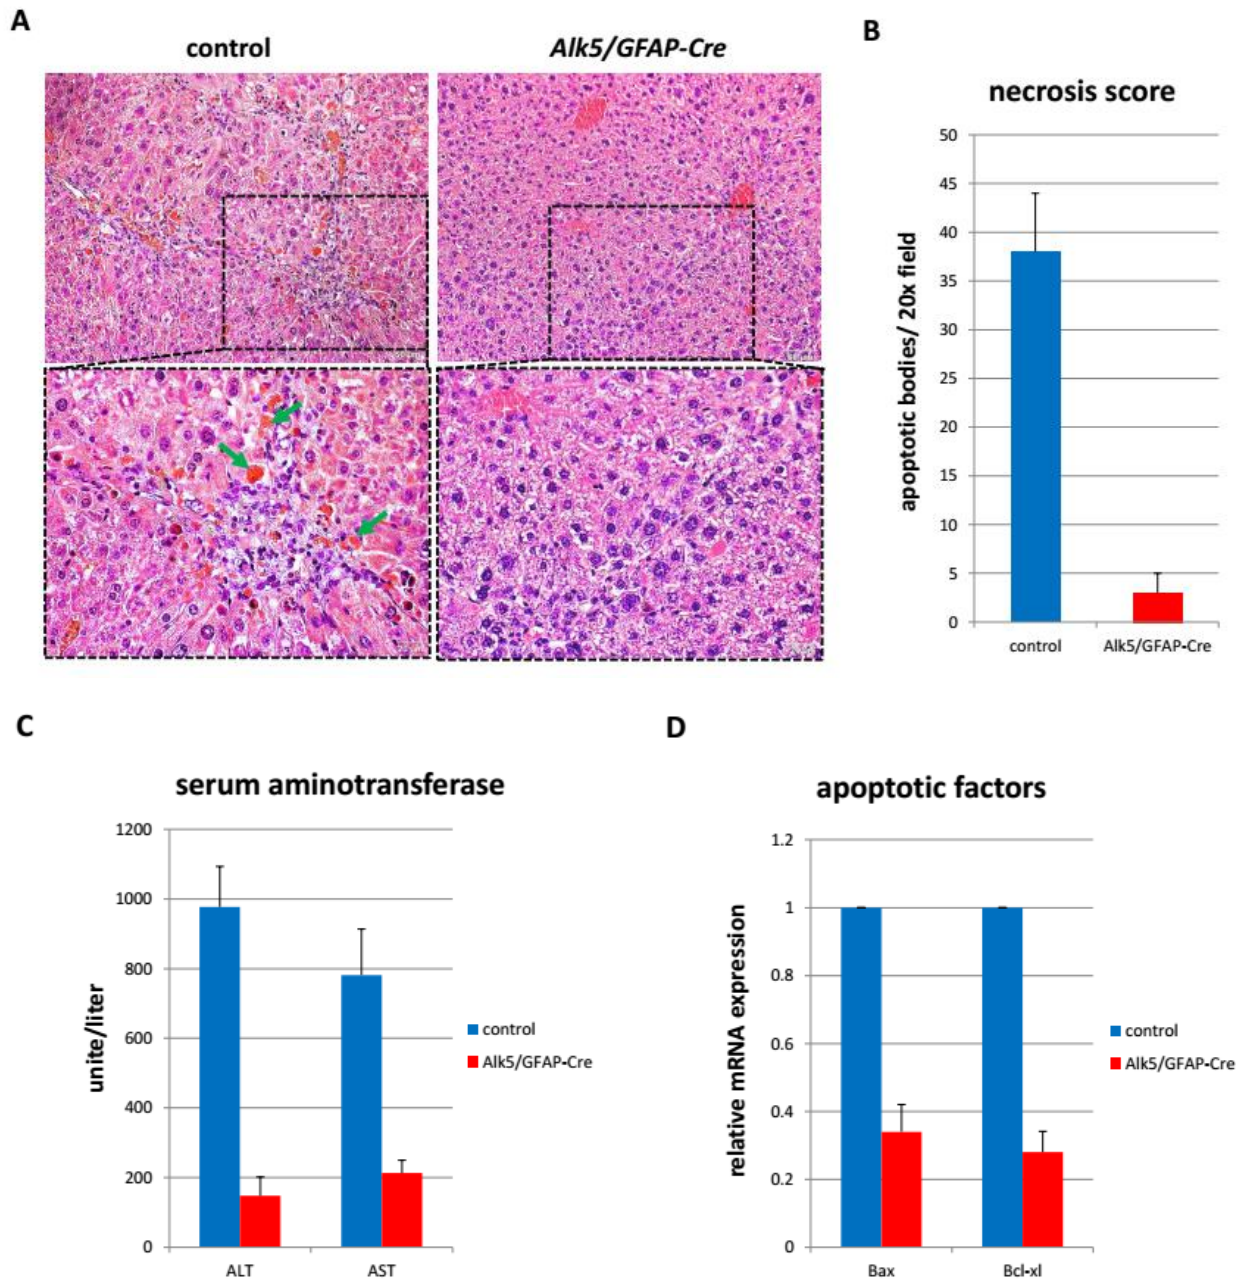 A
control
Alk5/GFAP-Cre
B
necrosis score
apoptotic bodies/ 20x field
50
45
40
35
30
25
20
15
10
5
0
control
Alk5/GFAP-Cre
C
serum aminotransferase
unite/liter
1200
1000
800
600
400
200
0
ALT
AST
control
Alk5/GFAP-Cre
D
apoptotic factors
relative mRNA expression
1.2
1
0.8
0.6
0.4
0.2
0
Bax
Bcl-xl
control
Alk5/GFAP-Cre